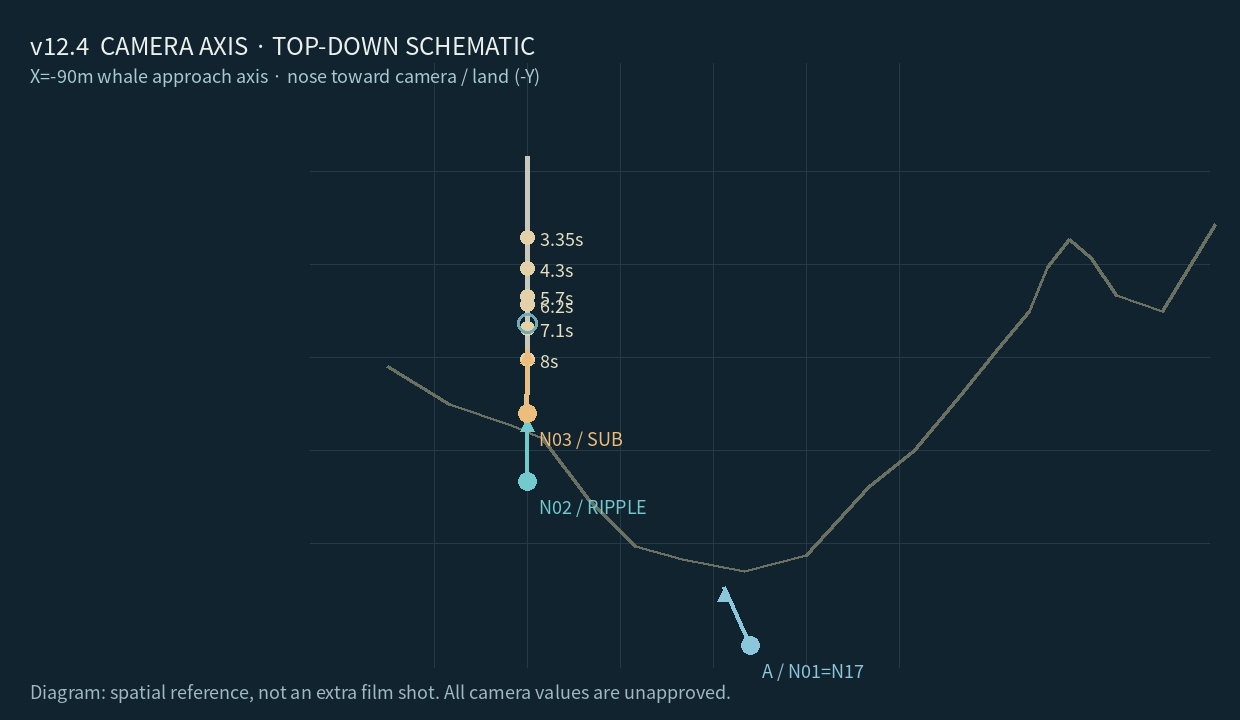 v12.4 CAMERA AXIS · TOP-DOWN SCHEMATIC
X=-90m whale approach axis · nose toward camera / land (-Y)
3.35s
4.3s
5.7s
6.2s
7.1s
8s
N03 / SUB
N02 / RIPPLE
A / N01=N17
Diagram: spatial reference, not an extra film shot. All camera values are unapproved.